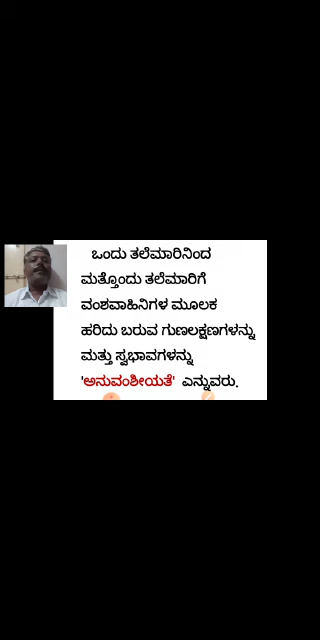 ಒಂದು ತಲೆಮಾರಿನಿಂದ
ಮತ್ತೊಂದು ತಲೆಮಾರಿಗೆ
ವಂಶವಾಹಿನಿಗಳ ಮೂಲಕ
ಹರಿದು ಬರುವ ಗುಣಲಕ್ಷಣಗಳನ್ನು
ಮತ್ತು ಸ್ವಭಾವಗಳನ್ನು
'ಅನುವಂಶೀಯತೆ' ಎನ್ನುವರು.